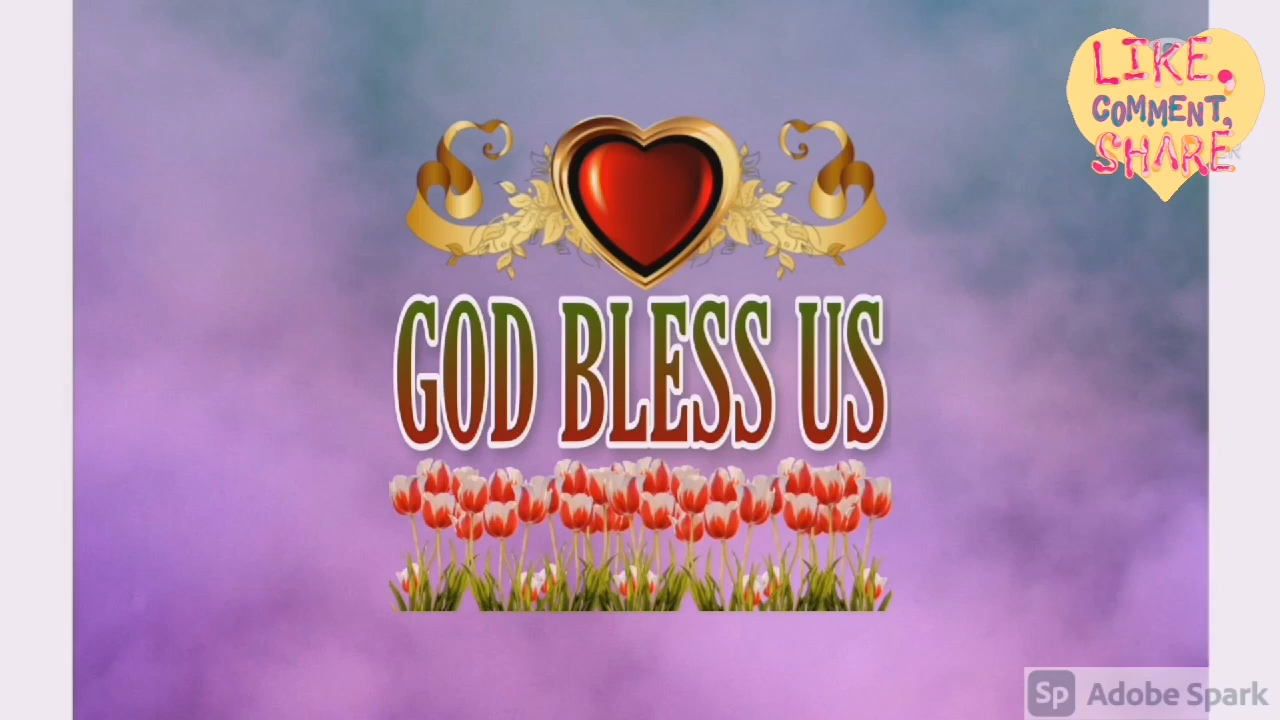 LIKE,
COMMENT,
SHARE
GOD BLESS US
Sp Adobe Spark